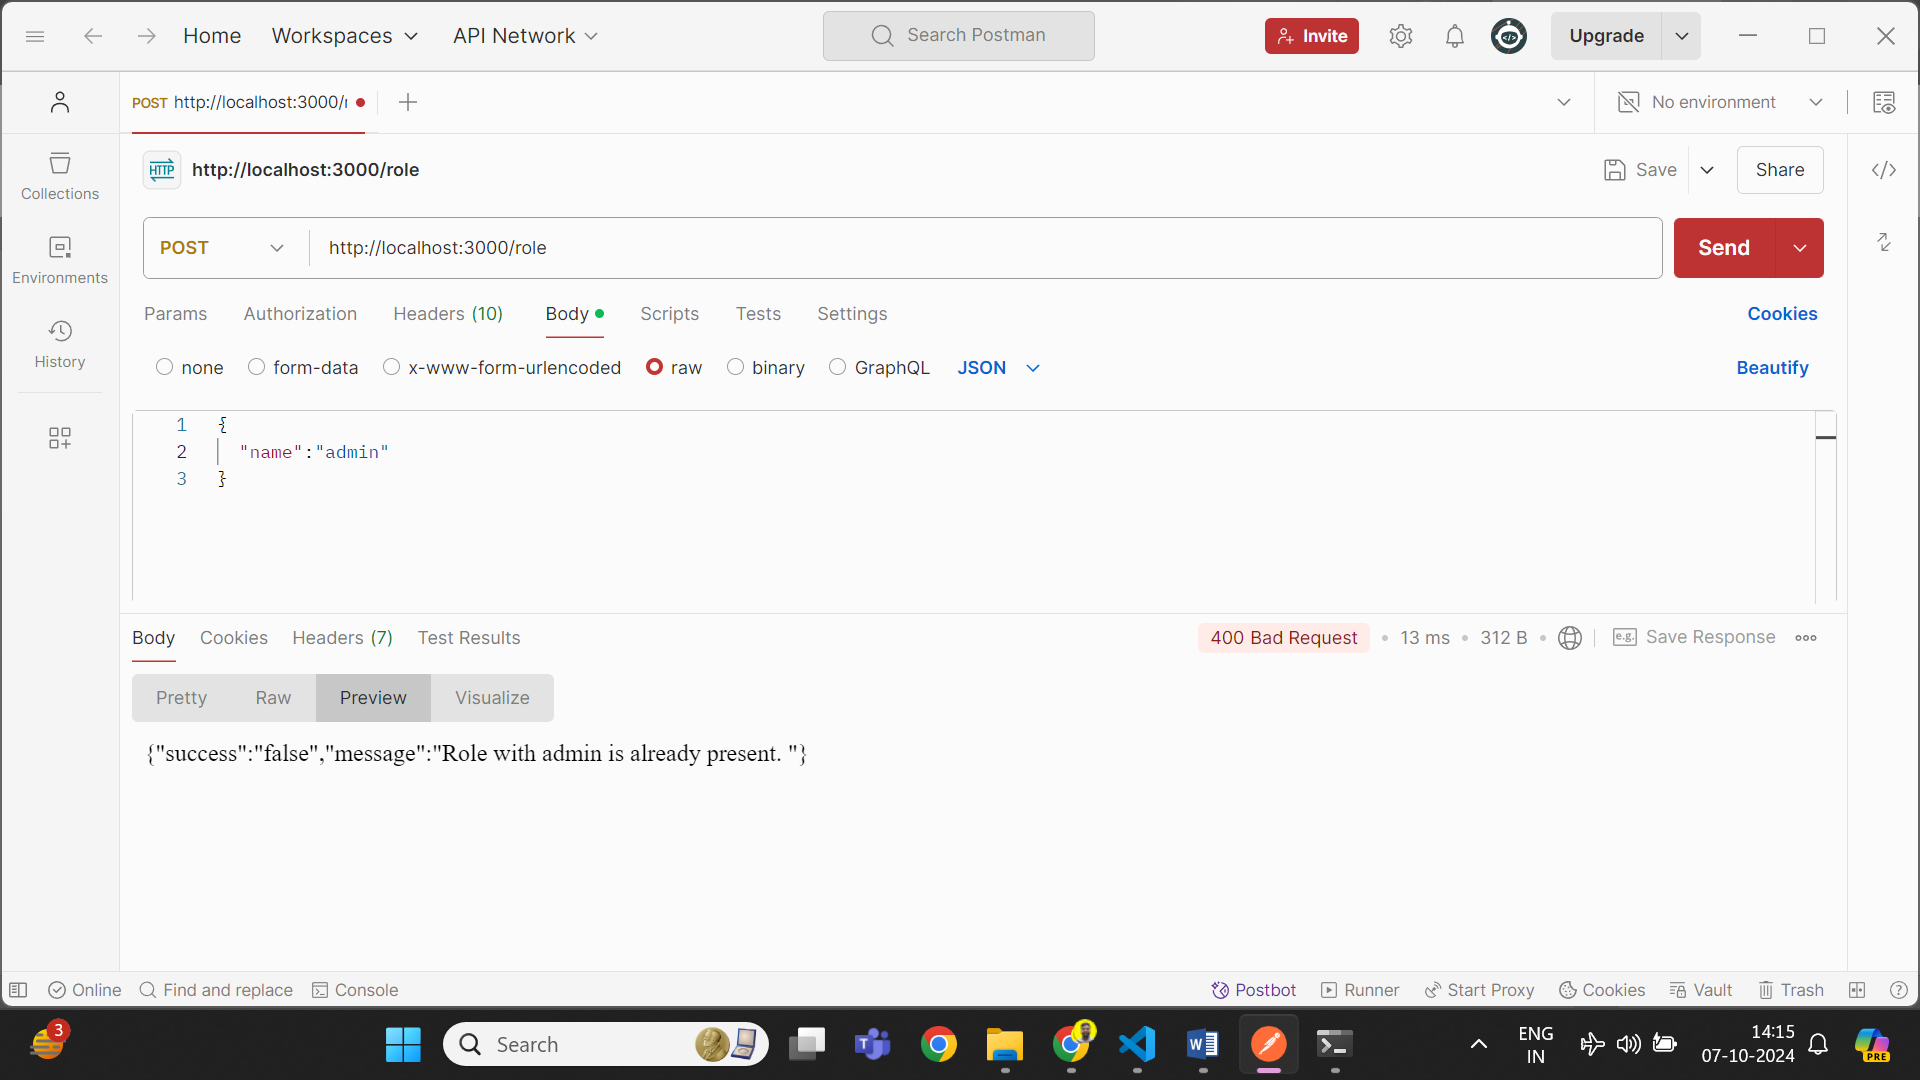 Home Workspaces API Network Search Postman Invite Upgrade
POST http://localhost:3000/r No environment
HTTP http://localhost:3000/role Save Share
POST http://localhost:3000/role Send
Params Authorization Headers (10) Body Scripts Tests Settings Cookies
none form-data x-www-form-urlencoded raw binary GraphQL JSON Beautify
Collections
Environments
History
1 {
2 "name":"admin"
3 }
Body Cookies Headers (7) Test Results 400 Bad Request 13 ms 312 B e.g. Save Response
Pretty Raw Preview Visualize
{"success":"false","message":"Role with admin is already present. "}
Online Find and replace Console Postbot Runner Start Proxy Cookies Vault Trash
3 Search ENG 14:15
IN 07-10-2024 PRE